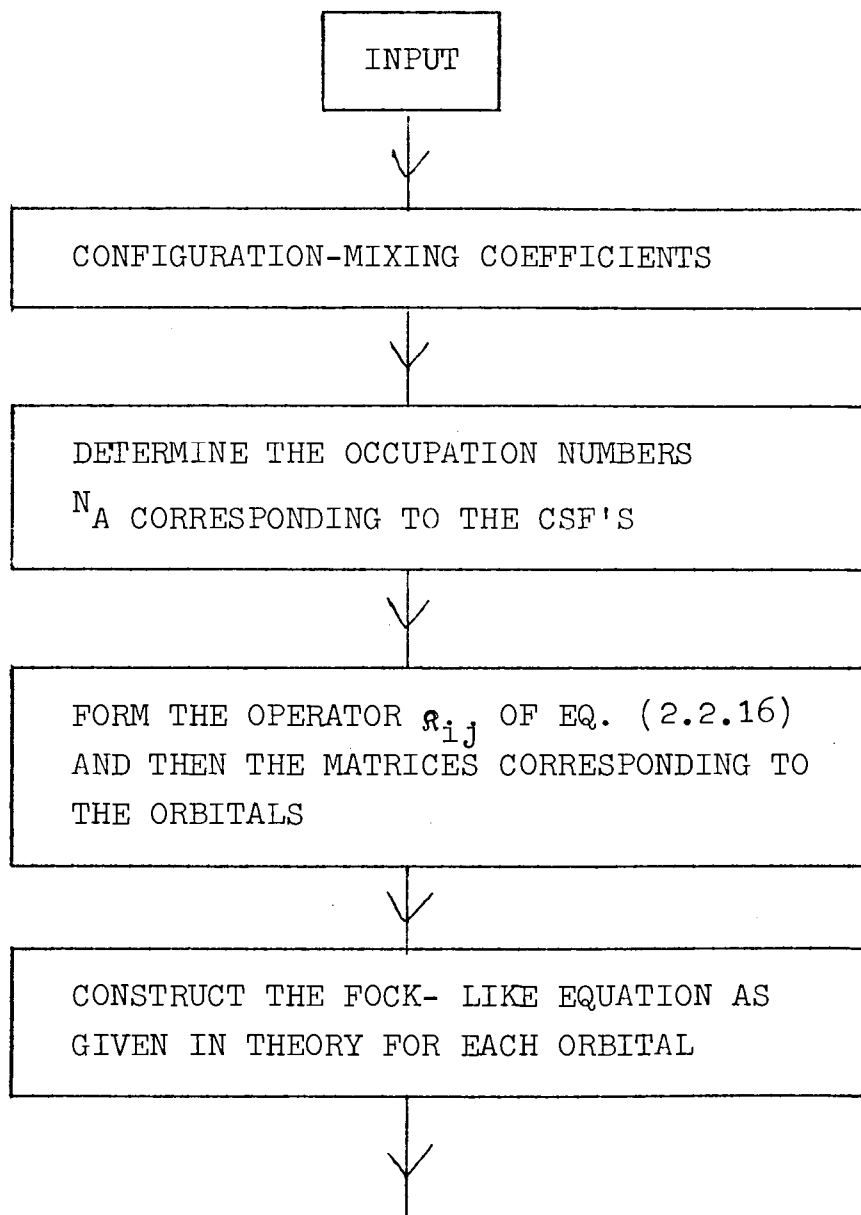 INPUT
CONFIGURATION-MIXING COEFFICIENTS
DETERMINE THE OCCUPATION NUMBERS
N_A CORRESPONDING TO THE CSF'S
FORM THE OPERATOR ℛ_ij OF EQ. (2.2.16)
AND THEN THE MATRICES CORRESPONDING TO
THE ORBITALS
CONSTRUCT THE FOCK- LIKE EQUATION AS
GIVEN IN THEORY FOR EACH ORBITAL